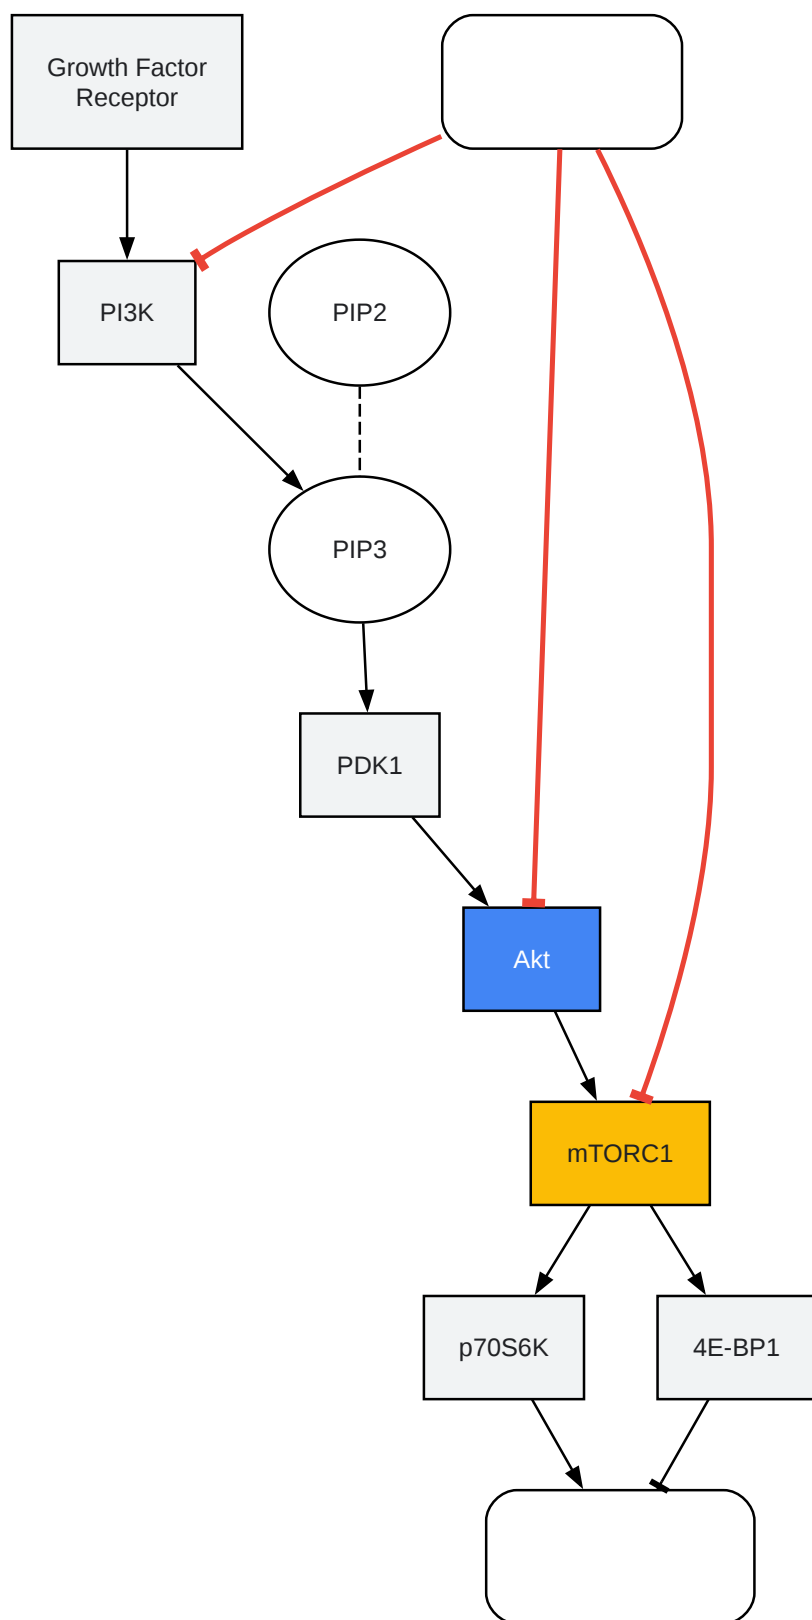 Growth Factor
Receptor
PI3K
PIP2
PIP3
PDK1
Akt
mTORC1
p70S6K
4E-BP1